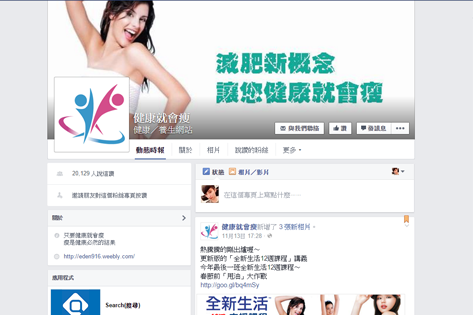 減肥新概念
讓您健康就會瘦
健康就會瘦
健康／養生網站
與我們聯絡
讚
發訊息
動態時報
關於
相片
說讚的粉絲
更多
20,129 人說這讚
邀請朋友對這個粉絲專頁按讚
關於
只要健康就會瘦
瘦是健康必然的結果
http://eden916.weebly.com/
應用程式
Search(搜尋)
狀態
相片／影片
在這個專頁上寫點什麼……
健康就會瘦新增了 3 張新相片。
11月13日 17:28
熱騰騰的剛出爐喔～
更新版的「全新生活12週課程」講義
今年最後一班全新生活12週課程～
春節前「甩油」大作戰
http://goo.gl/bq4mSy
全新生活